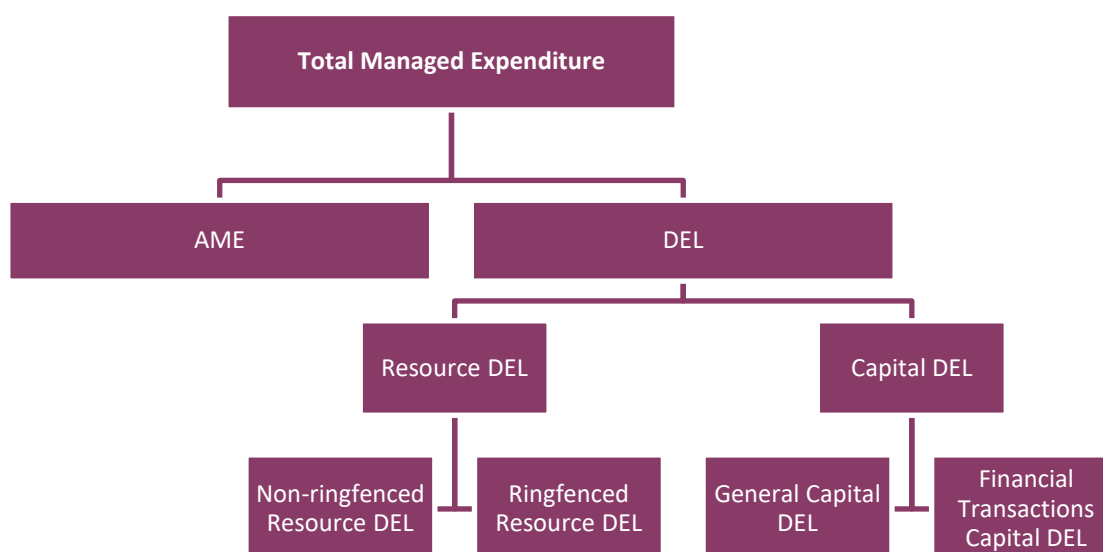 Total Managed Expenditure
AME
DEL
Resource DEL
Capital DEL
Non-ringfenced
Resource DEL
Ringfenced
Resource DEL
General Capital
DEL
Financial
Transactions
Capital DEL